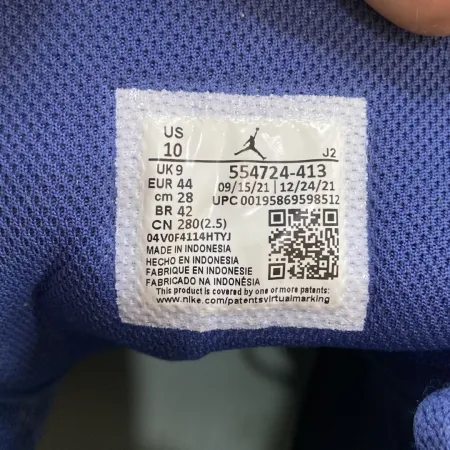 US
10
J2
UK 9
554724-413
EUR 44
09/15/21 | 12/24/21
cm 28
UPC 00195869598512
BR 42
CN 280(2.5)
04V0F4114HTYJ
MADE IN INDONESIA
HECHO EN INDONESIA
FABRIQUE EN INDONESIE
FABRICADO NA INDONÉSIA
This product is covered by one or more patents:
www.nike.com/patentsvirtualmarking